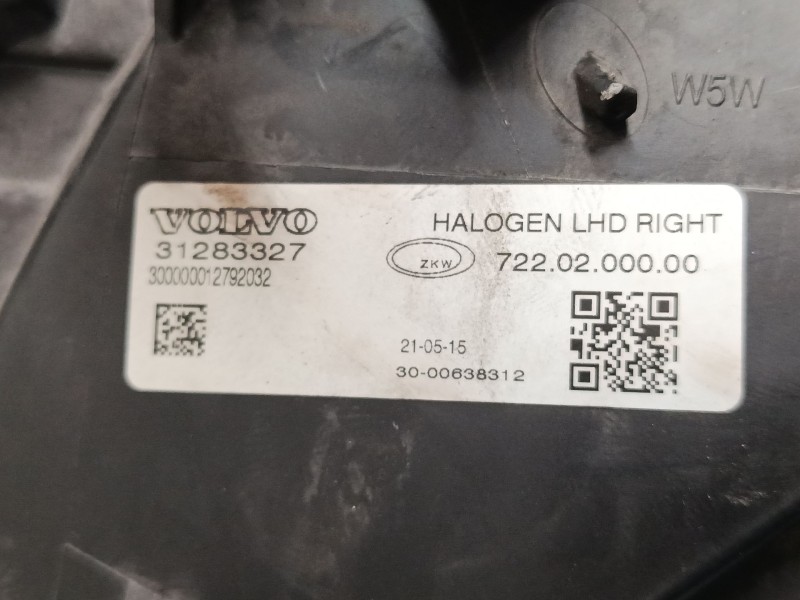 W5W
VOLVO
HALOGEN LHD RIGHT
31283327
ZKW
722.02.000.00
300000012792032
21-05-15
30-00638312